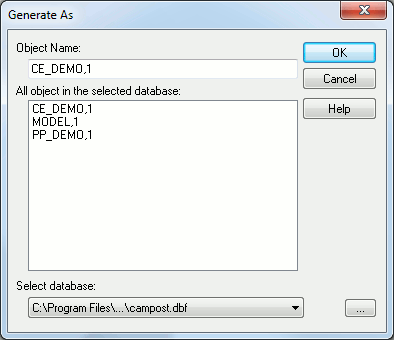 Generate As
Object Name:
OK
CE_DEMO,1
Cancel
All object in the selected database:
Help
CE_DEMO,1
MODEL,1
PP_DEMO,1
Select database:
C:\Program Files\...\campost.dbf
...